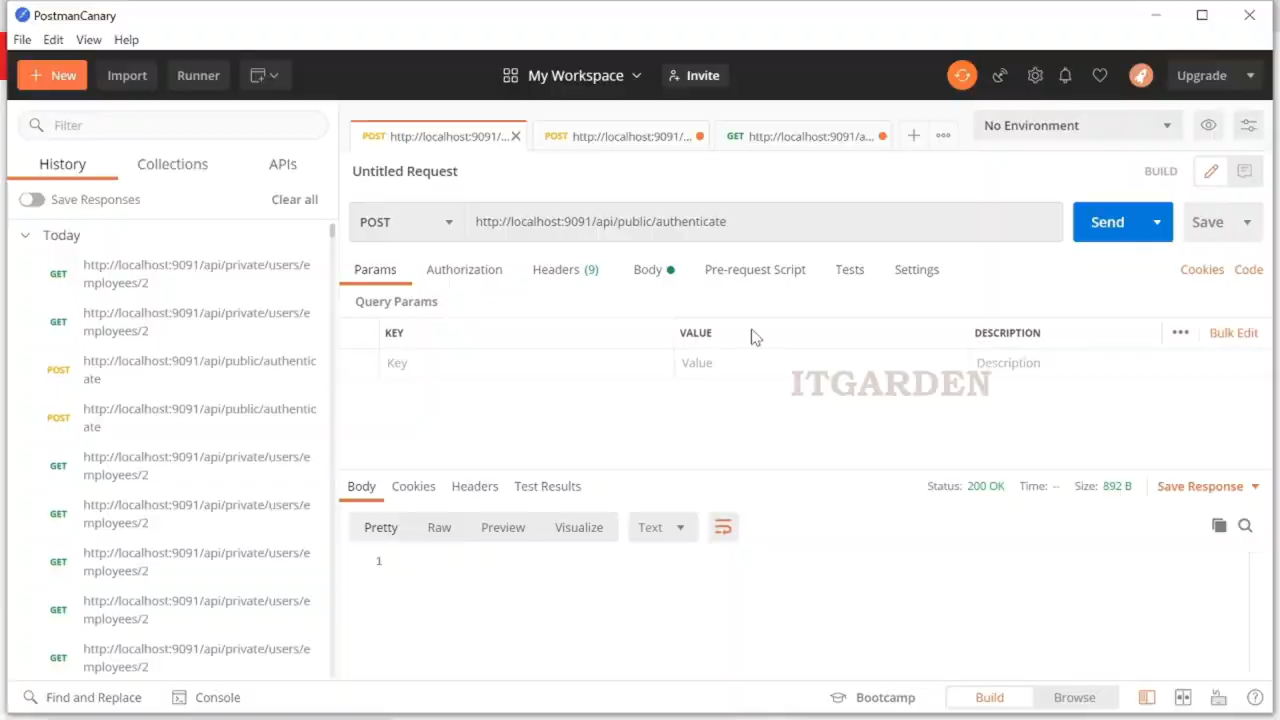 PostmanCanary
File Edit View Help
New Import Runner My Workspace Invite Upgrade
Filter
History Collections APIs
Save Responses Clear all
Today
GET http://localhost:9091/api/private/users/e
mployees/2
GET http://localhost:9091/api/private/users/e
mployees/2
POST http://localhost:9091/api/public/authentic
ate
POST http://localhost:9091/api/public/authentic
ate
GET http://localhost:9091/api/private/users/e
mployees/2
GET http://localhost:9091/api/private/users/e
mployees/2
GET http://localhost:9091/api/private/users/e
mployees/2
GET http://localhost:9091/api/private/users/e
mployees/2
GET http://localhost:9091/api/private/users/e
mployees/2
POST http://localhost:9091/... POST http://localhost:9091/... GET http://localhost:9091/a... No Environment
Untitled Request BUILD
POST http://localhost:9091/api/public/authenticate Send Save
Params Authorization Headers (9) Body Pre-request Script Tests Settings Cookies Code
Query Params
KEY VALUE DESCRIPTION Bulk Edit
Key Value Description
ITGARDEN
Body Cookies Headers Test Results Status: 200 OK Time: -- Size: 892 B Save Response
Pretty Raw Preview Visualize Text
1
Find and Replace Console Bootcamp Build Browse